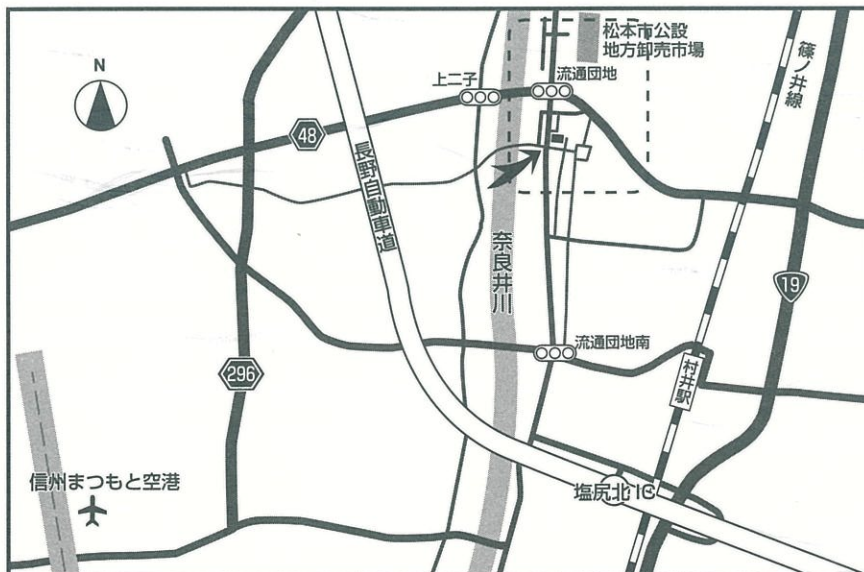 松本市公設
地方卸売市場
流通団地
上二子
N
篠ノ井線
48
長野自動車道
奈良井川
19
流通団地南
296
村井駅
信州まつもと空港
塩尻北IC